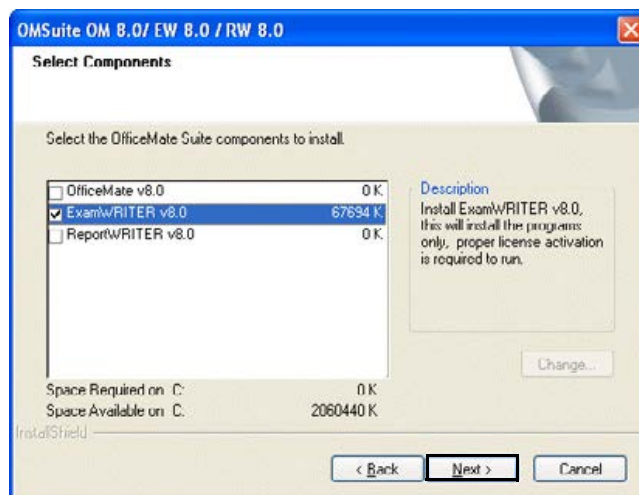 OMSuite OM 8.0/ EW 8.0 / RW 8.0
Select Components
Select the OfficeMate Suite components to install.
OfficeMate v8.0 0 K
ExamWRITER v8.0 67694 K
ReportWRITER v8.0 0 K
Description
Install ExamWRITER v8.0,
this will install the programs
only, proper license activation
is required to run.
Change...
Space Required on C: 0 K
Space Available on C: 2060440 K
InstallShield
< Back Next > Cancel